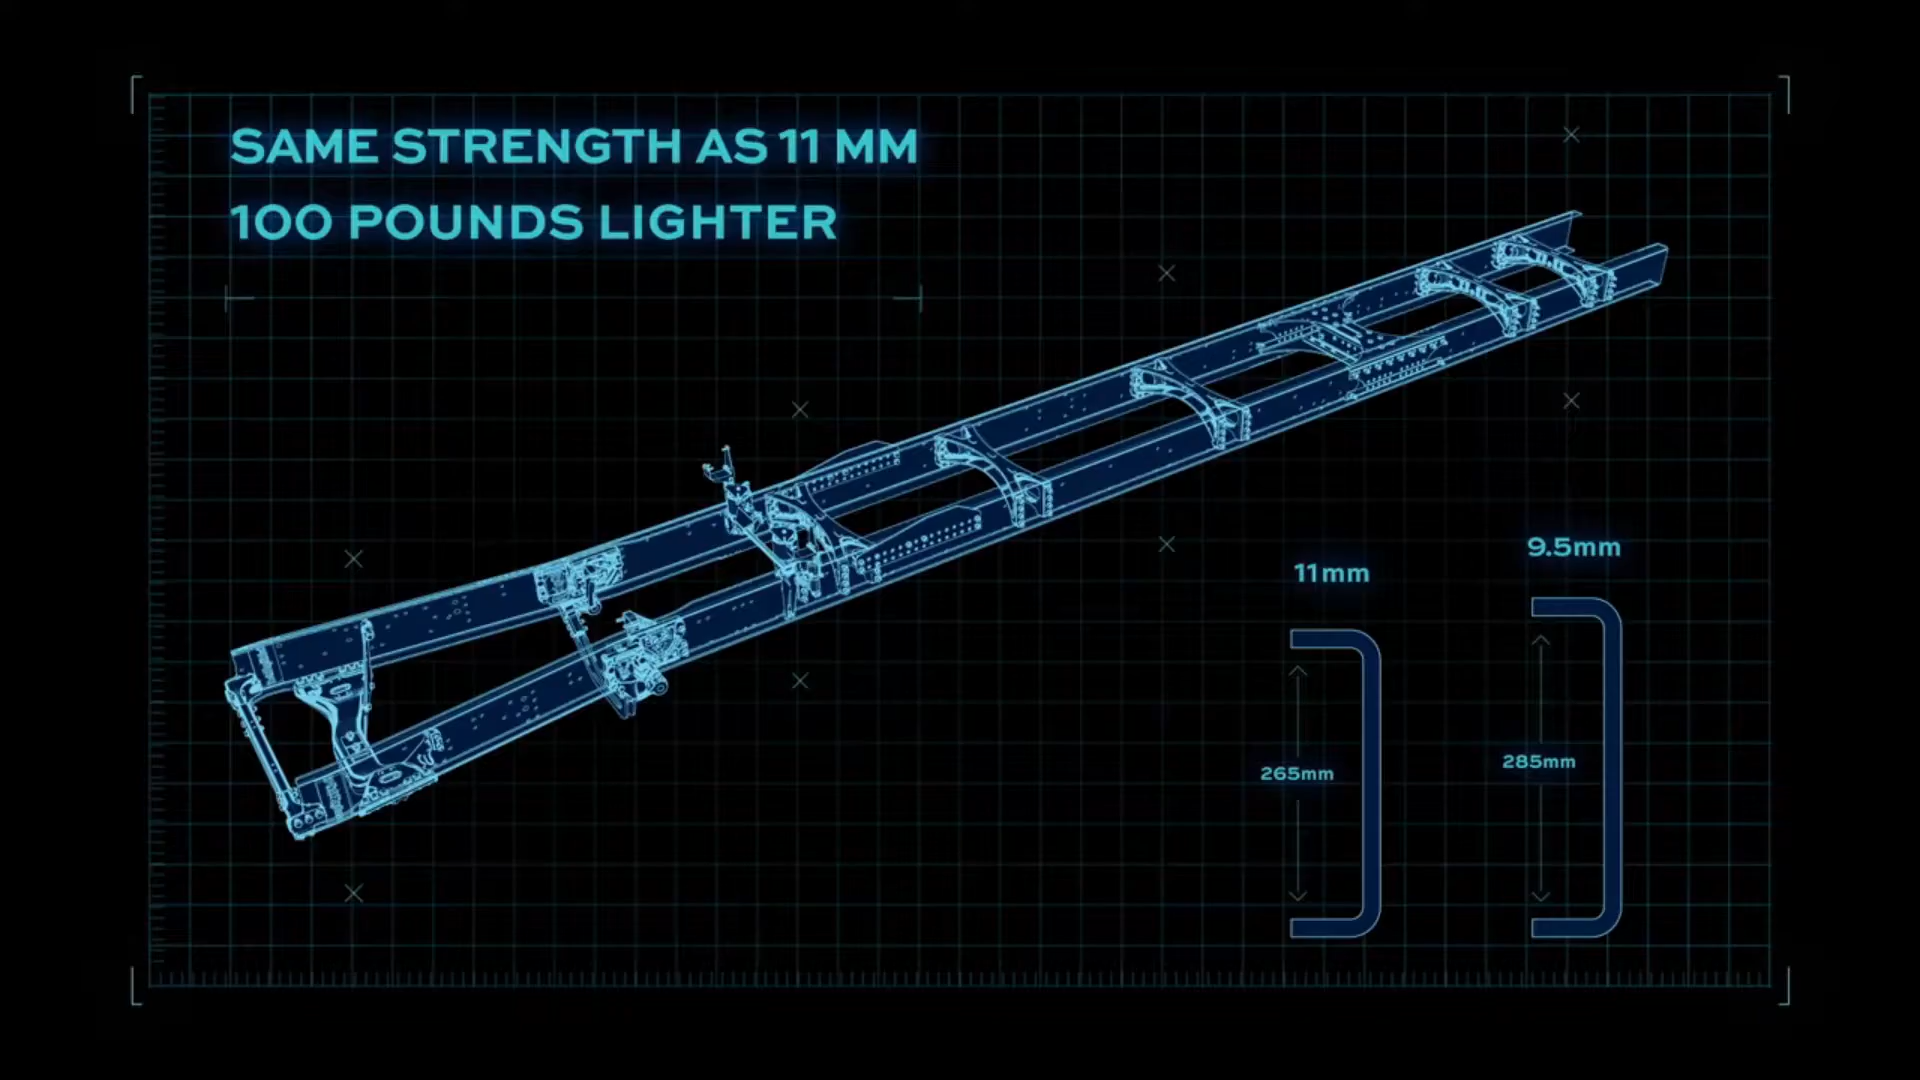 SAME STRENGTH AS 11 MM
100 POUNDS LIGHTER
11mm
9.5mm
265mm
285mm